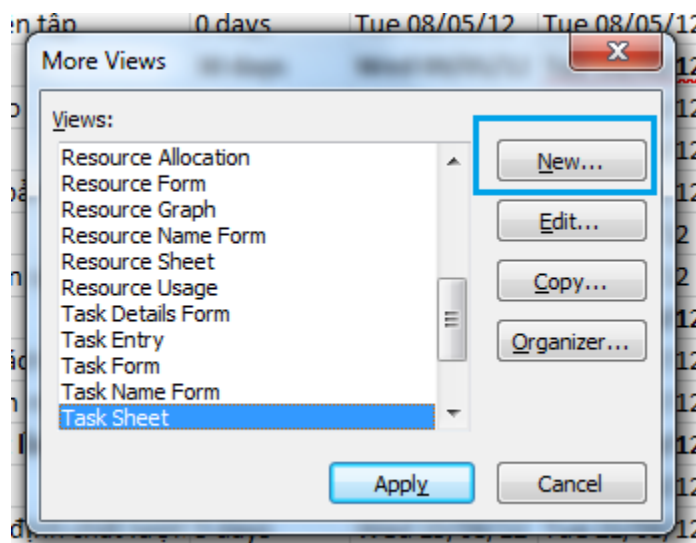 0 days Tue 08/05/12 Tue 08/05/12
More Views
Views:
Resource Allocation
Resource Form
Resource Graph
Resource Name Form
Resource Sheet
Resource Usage
Task Details Form
Task Entry
Task Form
Task Name Form
Task Sheet
New...
Edit...
Copy...
Organizer...
Apply
Cancel